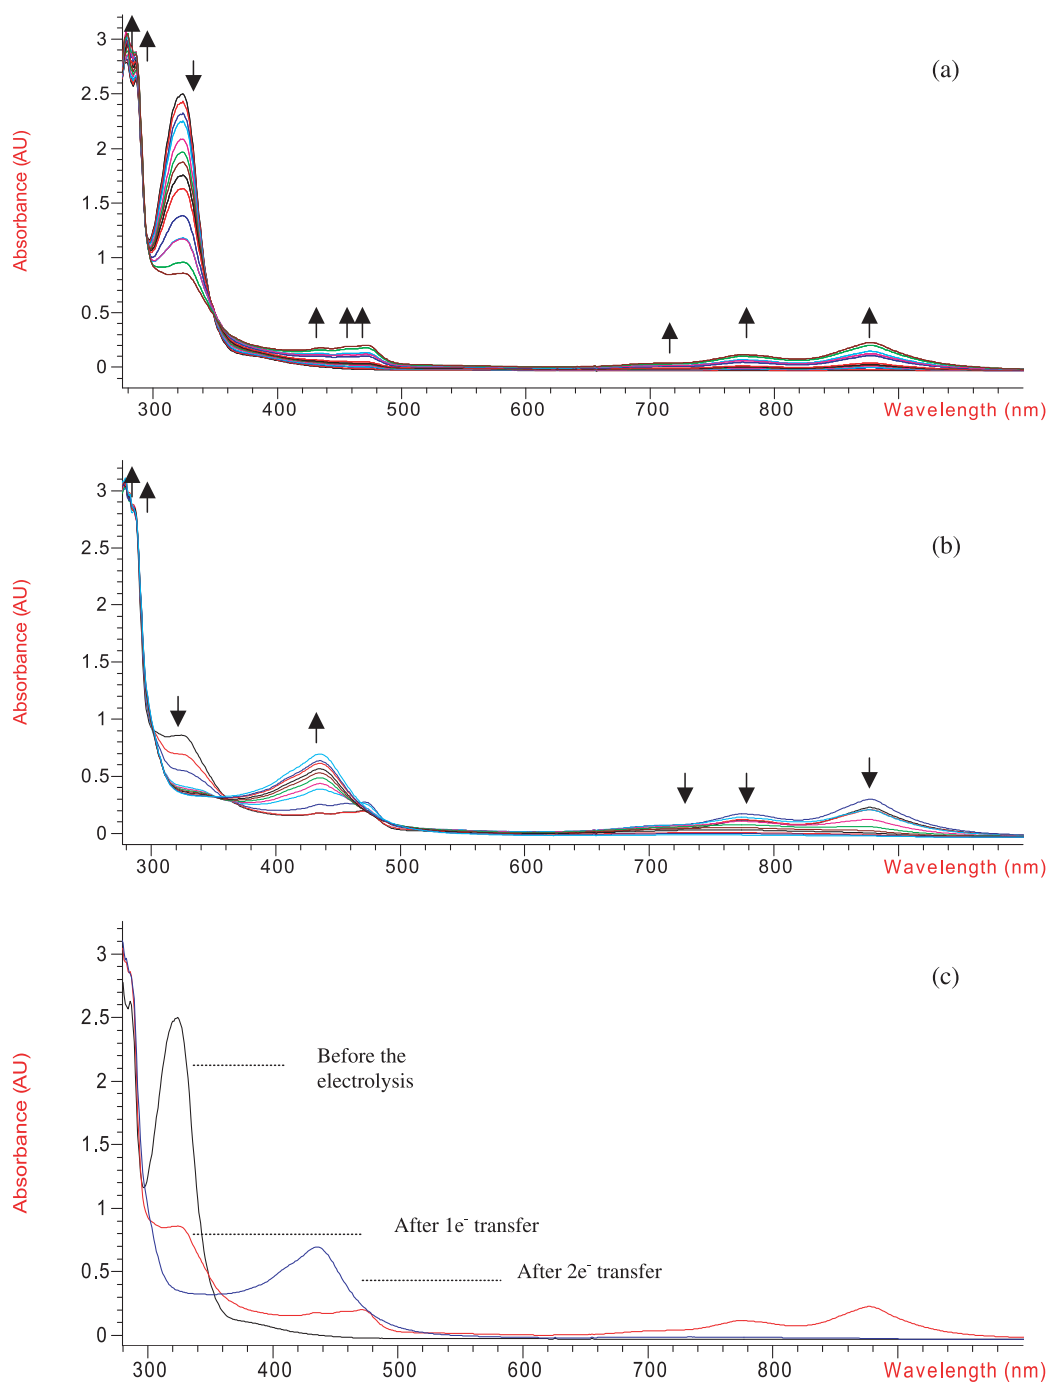 (a)
Absorbance (AU)
3
2.5
2
1.5
1
0.5
0
300 400 500 600 700 800 Wavelength (nm)
(b)
Absorbance (AU)
3
2.5
2
1.5
1
0.5
0
300 400 500 600 700 800 Wavelength (nm)
(c)
Absorbance (AU)
3
2.5
2
1.5
1
0.5
0
Before the
electrolysis
After 1e⁻ transfer
After 2e⁻ transfer
300 400 500 600 700 800 Wavelength (nm)